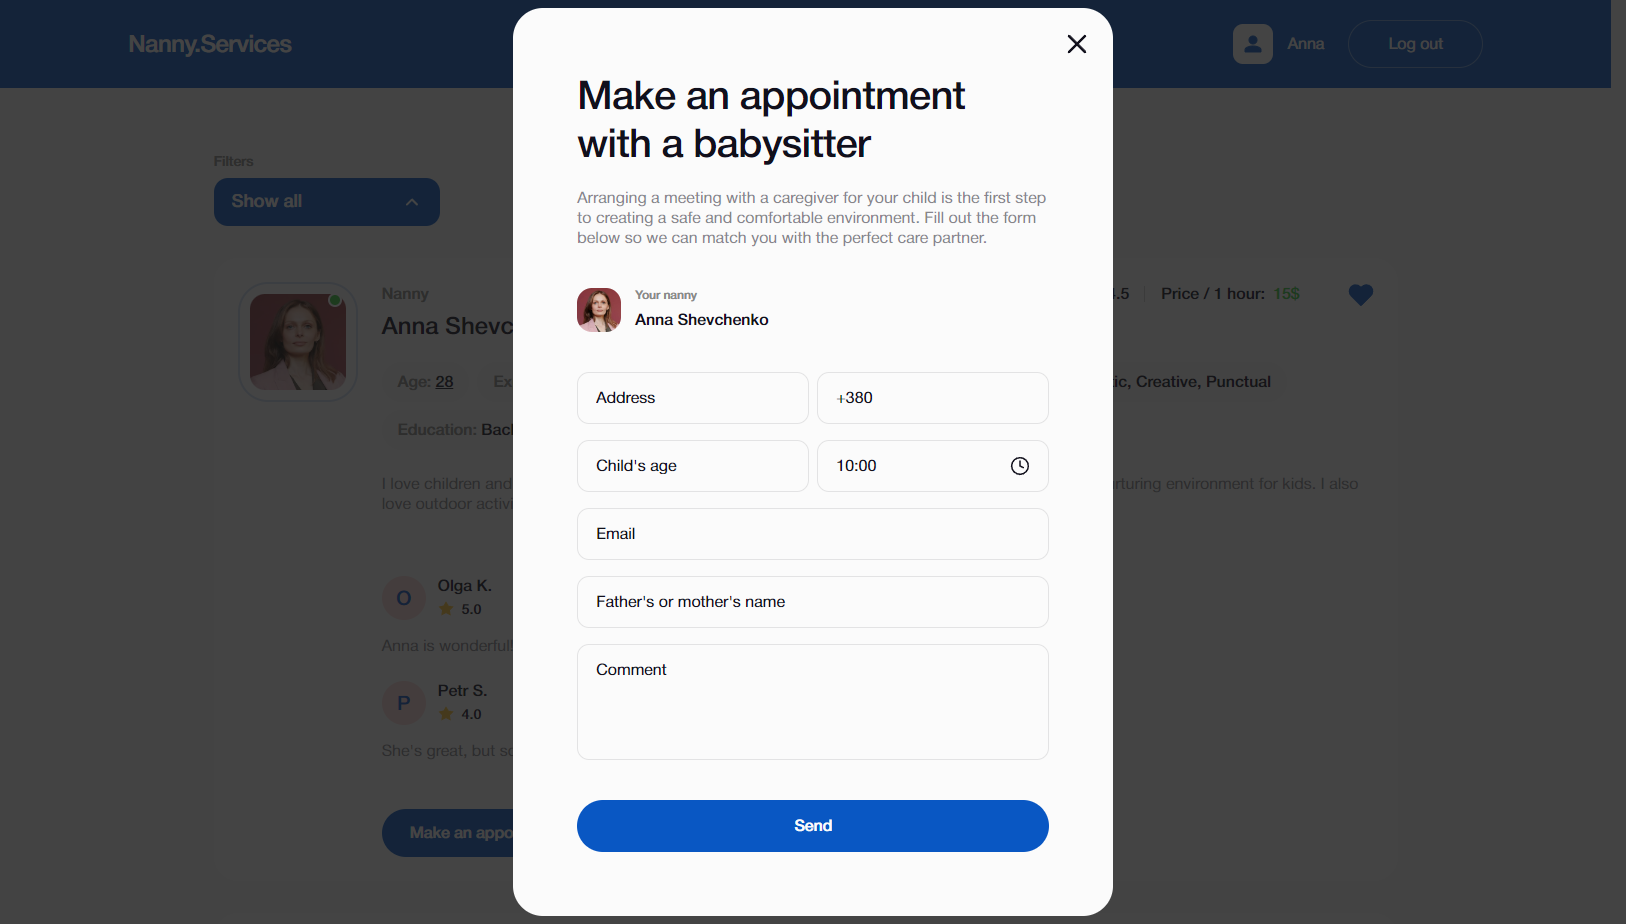 Nanny.Services
Anna
Log out
Filters
Show all
Nanny
Anna Shevc
Age: 28
Ex
Education: Bac
I love children and
love outdoor activi
Olga K.
5.0
Anna is wonderful!
Petr S.
4.0
She's great, but so
Make an appo
Make an appointment
with a babysitter
Arranging a meeting with a caregiver for your child is the first step
to creating a safe and comfortable environment. Fill out the form
below so we can match you with the perfect care partner.
Your nanny
Anna Shevchenko
Address
+380
Child's age
10:00
Email
Father's or mother's name
Comment
Send
.5
Price / 1 hour: 15$
tic, Creative, Punctual
rturing environment for kids. I also